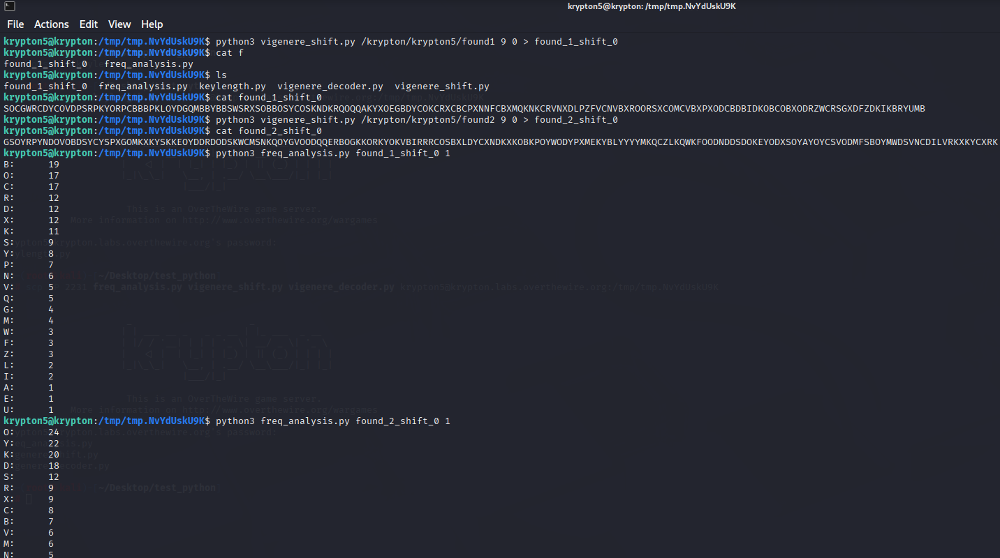 krypton5@krypton: /tmp/tmp.NvYdUskU9K
File Actions Edit View Help
krypton5@krypton:/tmp/tmp.NvYdUskU9K$ python3 vigenere_shift.py /krypton/krypton5/found1 9 0 > found_1_shift_0
krypton5@krypton:/tmp/tmp.NvYdUskU9K$ cat f
found_1_shift_0 freq_analysis.py
krypton5@krypton:/tmp/tmp.NvYdUskU9K$ ls
found_1_shift_0 freq_analysis.py keylength.py vigenere_decoder.py vigenere_shift.py
krypton5@krypton:/tmp/tmp.NvYdUskU9K$ cat found_1_shift_0
SOCGWRCDYCOVDPSRPKYORPCBBBPKLOYDGQMBBYBBSWSRXSOBBOSYCOSKNDKRQOQQAKYXOEGBDYCOKCRXCBCPXNNFCBXMQKNKCRVNXDLPZFVCNVBXROORSXCOMCVBXPXODCBDBIDKOBCOBXODRZWCRSGXDFZDKIKBRYUMB
krypton5@krypton:/tmp/tmp.NvYdUskU9K$ python3 vigenere_shift.py /krypton/krypton5/found2 9 0 > found_2_shift_0
krypton5@krypton:/tmp/tmp.NvYdUskU9K$ cat found_2_shift_0
GSOYRPYNDOVOBDSYCYSPXGOMKXKYSKKEOYDDRDODSKWCMSNKQOYGVOODQQERBOGKKORKYOKVBIRRRCOSBXLDYCXNDKXKOBKPOYWODYPXMEKYBLYYYYMKQCZLKQWKFOODNDDSDOKEYODXSOYAYOYCSVODMFSBOYMWDSVNCDILVRKXKYCXRK
krypton5@krypton:/tmp/tmp.NvYdUskU9K$ python3 freq_analysis.py found_1_shift_0 1
B: 19
O: 17
C: 17
R: 12
D: 12
X: 12
K: 11
S: 9
Y: 8
P: 7
N: 6
V: 5
Q: 5
G: 4
M: 4
W: 3
F: 3
Z: 3
L: 2
I: 2
A: 1
E: 1
U: 1
krypton5@krypton:/tmp/tmp.NvYdUskU9K$ python3 freq_analysis.py found_2_shift_0 1
O: 24
Y: 22
K: 20
D: 18
S: 12
R: 9
X: 9
C: 8
B: 7
V: 6
M: 6
N: 5